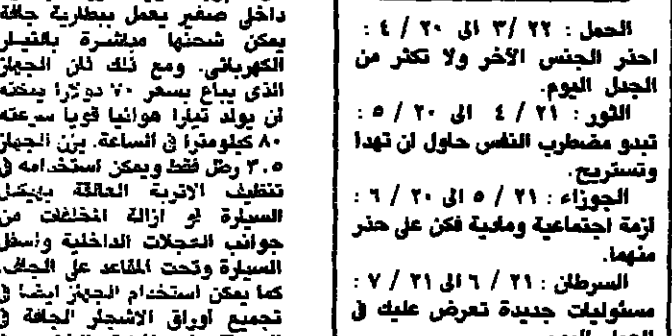 الحمل : ٢٢ /٣ الى ٢٠ / ٤ :
احذر الجنس الآخر ولا تكثر من
الجدل اليوم.
الثور : ٢١ / ٤ الى ٢٠ / ٥ :
تبدو مضطرب النفس حاول ان تهدا
وتستريح.
الجوزاء : ٢١ / ٥ الى ٢٠ / ٦ :
ازمة اجتماعية ومادية فكن على حذر
منهما.
السرطان : ٢١ / ٦ الى ٢١ / ٧ :
مسئوليات جديدة تعرض عليك في
داخلي صغير يعمل ببطارية جافة
يمكن شحنها مباشرة بالتيار
الكهربائي. ومع ذلك فان الجهاز
الذي يباع بسعر ٧٠ دولارا يمكنه
ان يولد تيارا هوائيا قويا سرعته
٨٠ كيلومترا في الساعة. يزن الجهاز
٣.٥ رطل فقط ويمكن استخدامه في
تنظيف الاتربة العالقة بهيكل
السيارة او ازالة المخلفات من
جوانب العجلات الداخلية واسفل
السيارة وتحت المقاعد على الجاف.
كما يمكن استخدام الجهاز ايضا في
تجميع اوراق الاشجار الجافة في